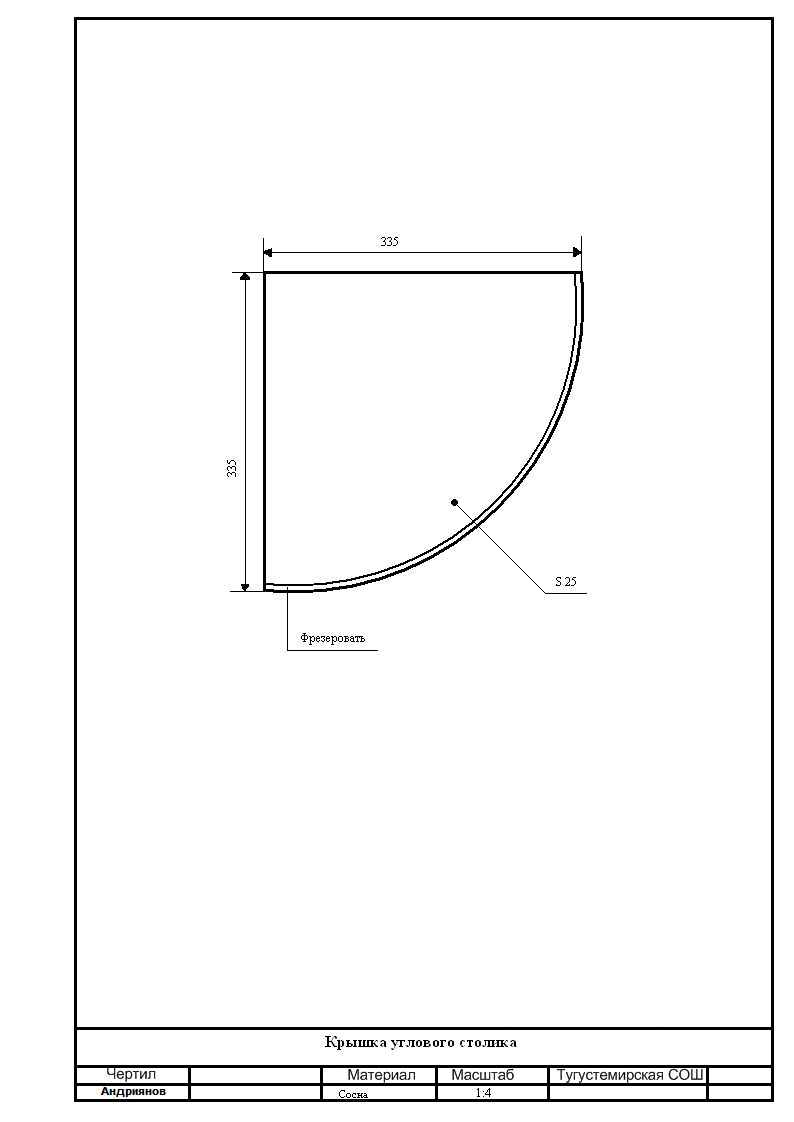 335
335
S 25
Фрезеровать
Крышка углового столика
Чертил Материал Масштаб Тугустемирская СОШ
Андриянов Сосна 1:4